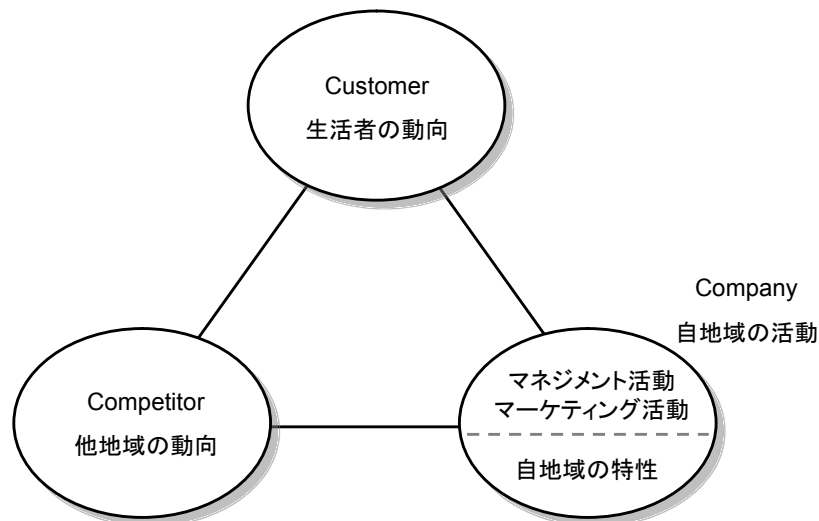 Customer
生活者の動向
Company
自地域の活動
マネジメント活動
マーケティング活動
自地域の特性
Competitor
他地域の動向